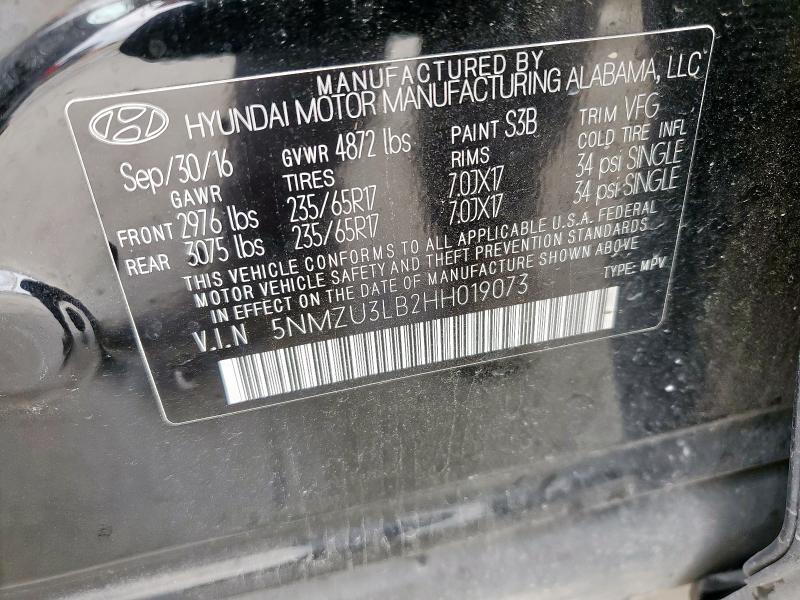 MANUFACTURED BY
HYUNDAI MOTOR MANUFACTURING ALABAMA, LLC
Sep/30/16 GVWR 4872 lbs PAINT S3B TRIM VFG
GAWR TIRES RIMS COLD TIRE INFL
FRONT 2976 lbs 235/65R17 7.0JX17 34 psi SINGLE
REAR 3075 lbs 235/65R17 7.0JX17 34 psi SINGLE
THIS VEHICLE CONFORMS TO ALL APPLICABLE U.S.A. FEDERAL
MOTOR VEHICLE SAFETY AND THEFT PREVENTION STANDARDS
IN EFFECT ON THE DATE OF MANUFACTURE SHOWN ABOVE
V.I.N 5NMZU3LB2HH019073 TYPE: MPV